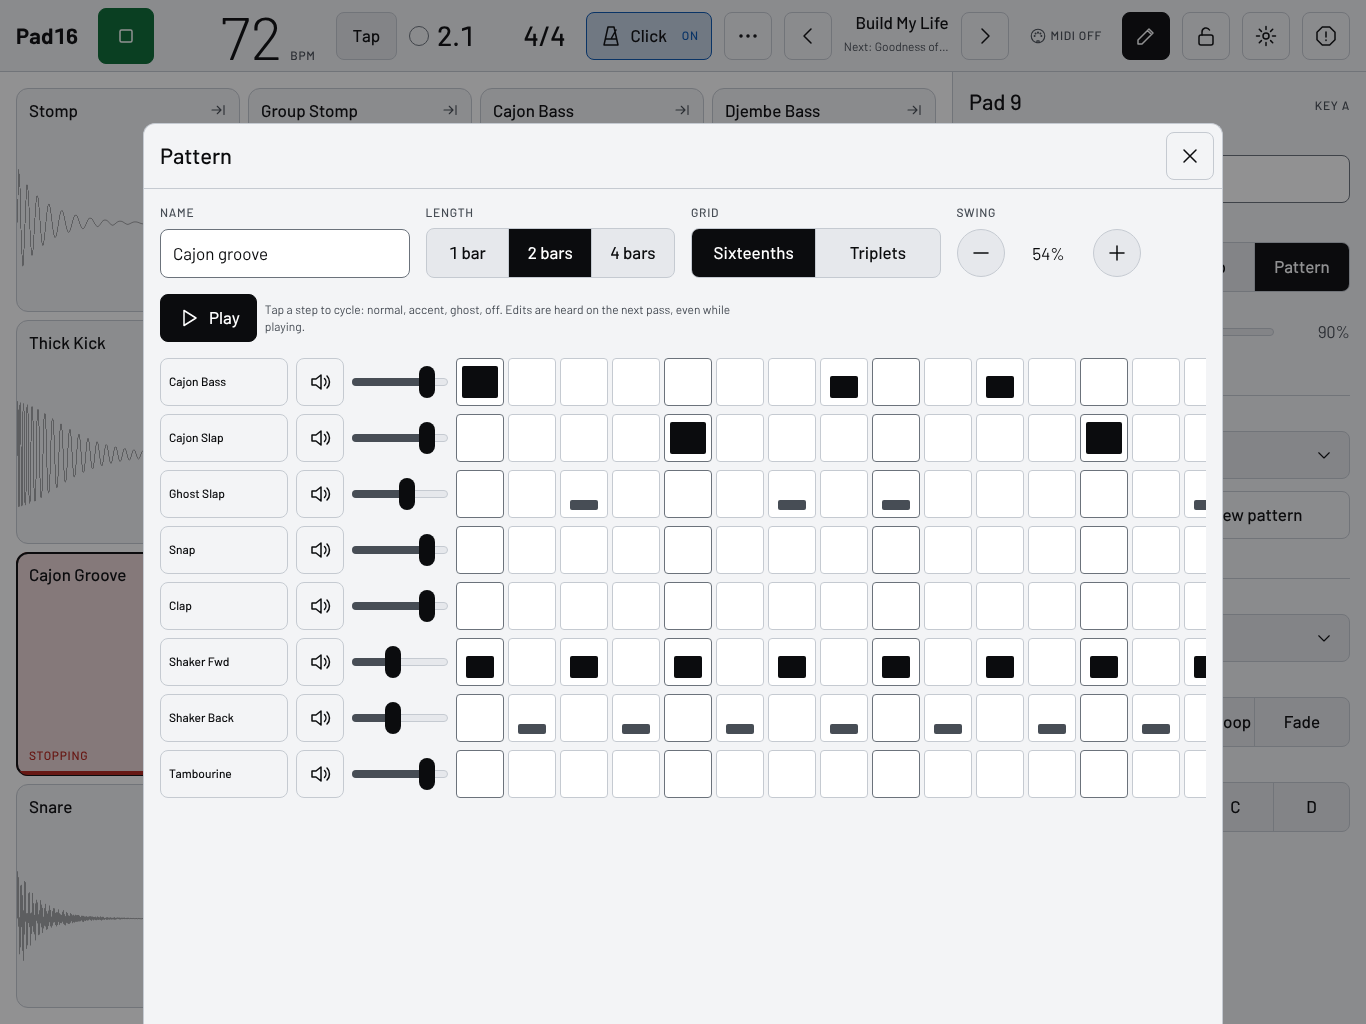 Pad16
72 BPM
Tap
2.1
4/4
Click ON
Build My Life
Next: Goodness of...
MIDI OFF
Stomp
Group Stomp
Cajon Bass
Djembe Bass
Pad 9
KEY A
Pattern
NAME
LENGTH
GRID
SWING
Cajon groove
1 bar
2 bars
4 bars
Sixteenths
Triplets
54%
Pattern
Play
Tap a step to cycle: normal, accent, ghost, off. Edits are heard on the next pass, even while
playing.
90%
Thick Kick
Cajon Bass
Cajon Slap
Ghost Slap
ew pattern
Snap
Cajon Groove
Clap
Shaker Fwd
Shaker Back
oop
Fade
STOPPING
Tambourine
Snare
C
D